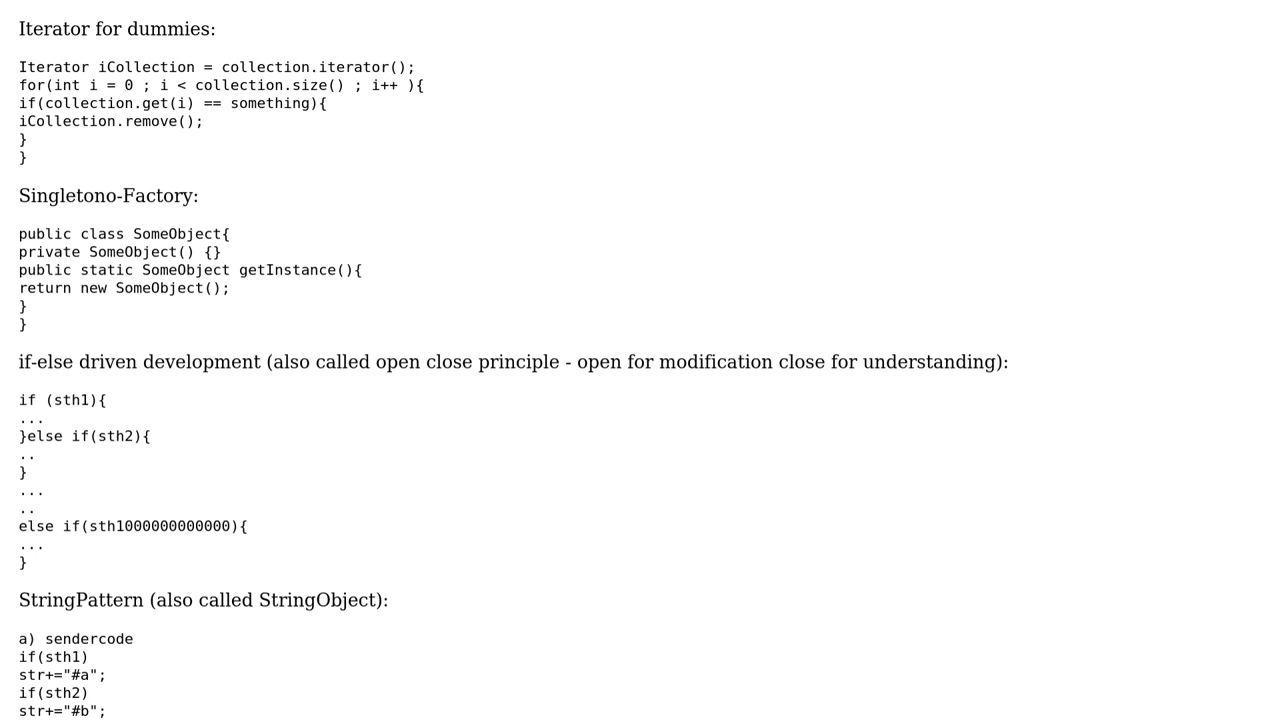 Iterator for dummies:
Iterator iCollection = collection.iterator();
for(int i = 0 ; i < collection.size() ; i++ ){
if(collection.get(i) == something){
iCollection.remove();
}
}
Singletono-Factory:
public class SomeObject{
private SomeObject() {}
public static SomeObject getInstance(){
return new SomeObject();
}
}
if-else driven development (also called open close principle - open for modification close for understanding):
if (sth1){
...
}else if(sth2){
..
}
...
..
else if(sth1000000000000){
...
}
StringPattern (also called StringObject):
a) sendercode
if(sth1)
str+="#a";
if(sth2)
str+="#b";